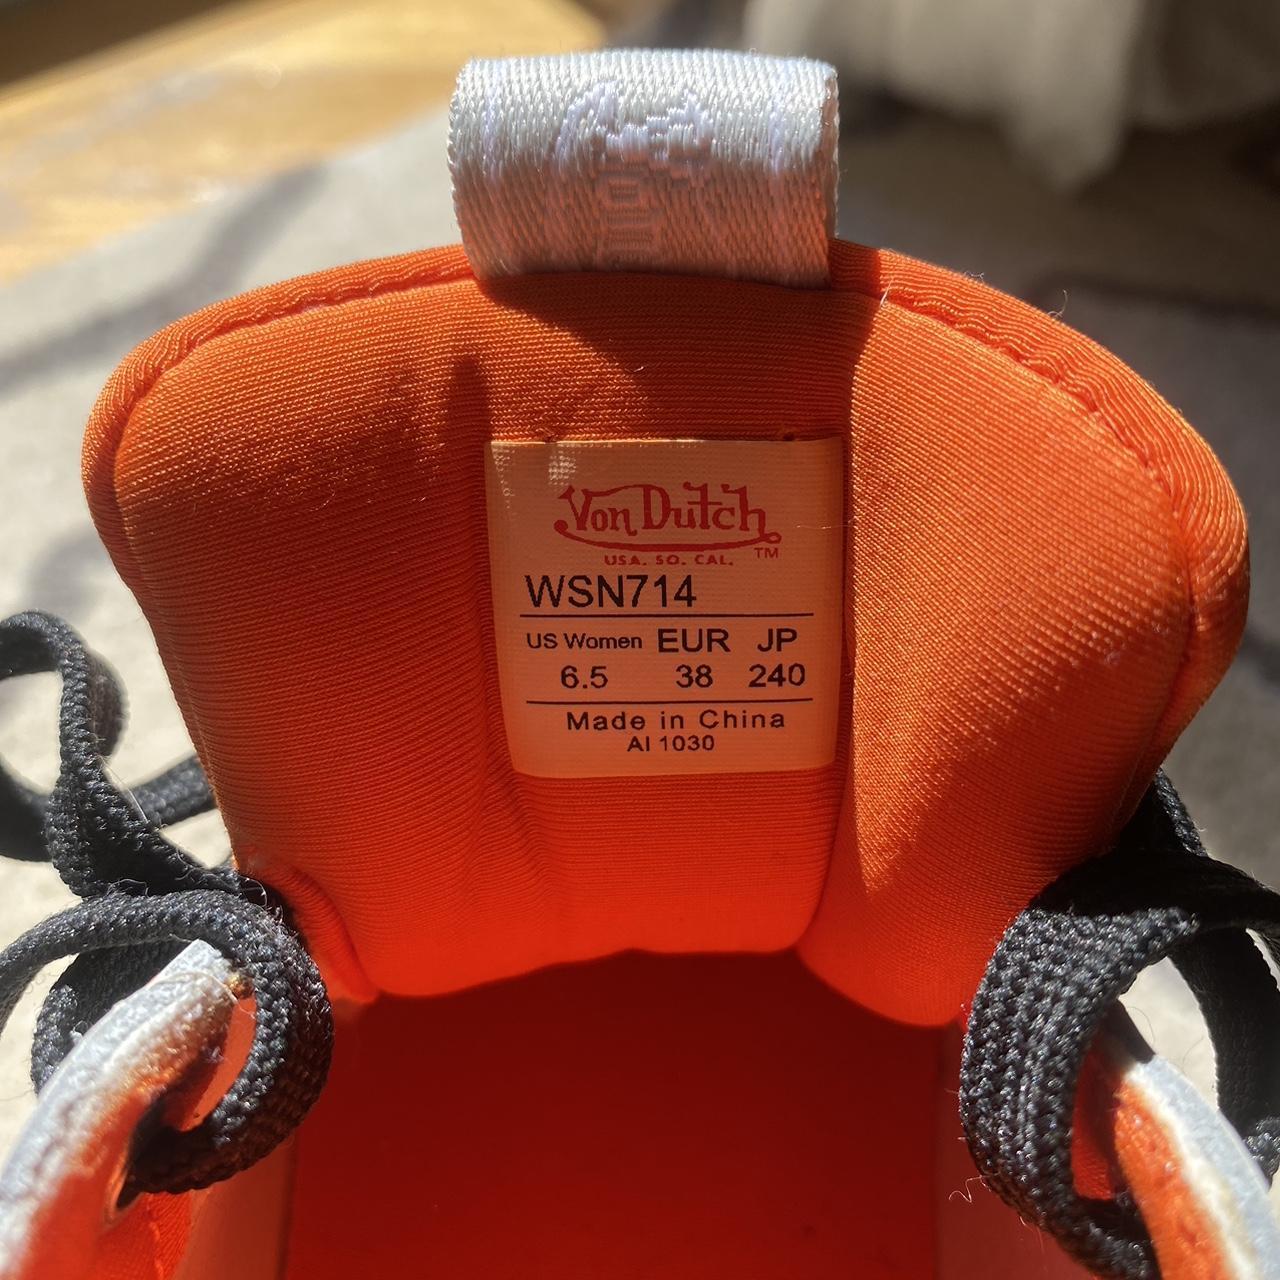 Von Dutch
USA. SO. CAL. TM
WSN714
US Women EUR JP
6.5 38 240
Made in China
AI 1030